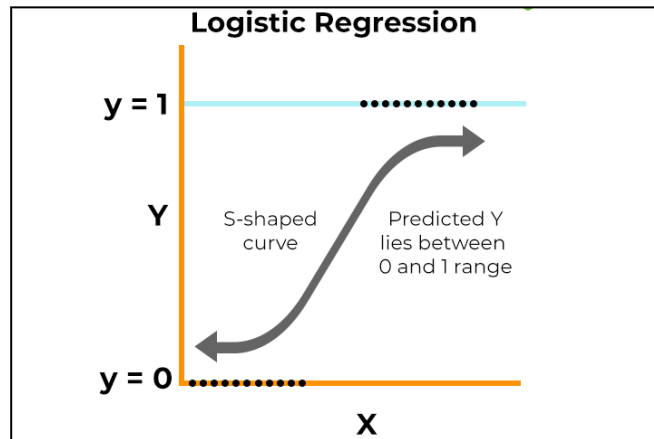 Logistic Regression
y = 1
Y
S-shaped
curve
Predicted Y
lies between
0 and 1 range
y = 0
X